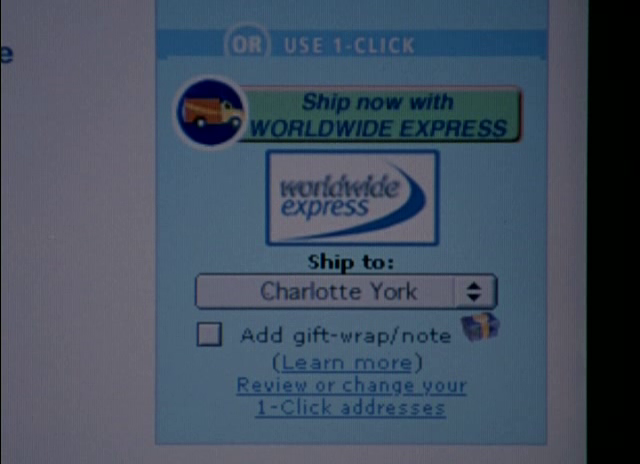 e
OR USE 1-CLICK
Ship now with
WORLDWIDE EXPRESS
worldwide
express
Ship to:
Charlotte York
Add gift-wrap/note
(Learn more)
Review or change your
1-Click addresses